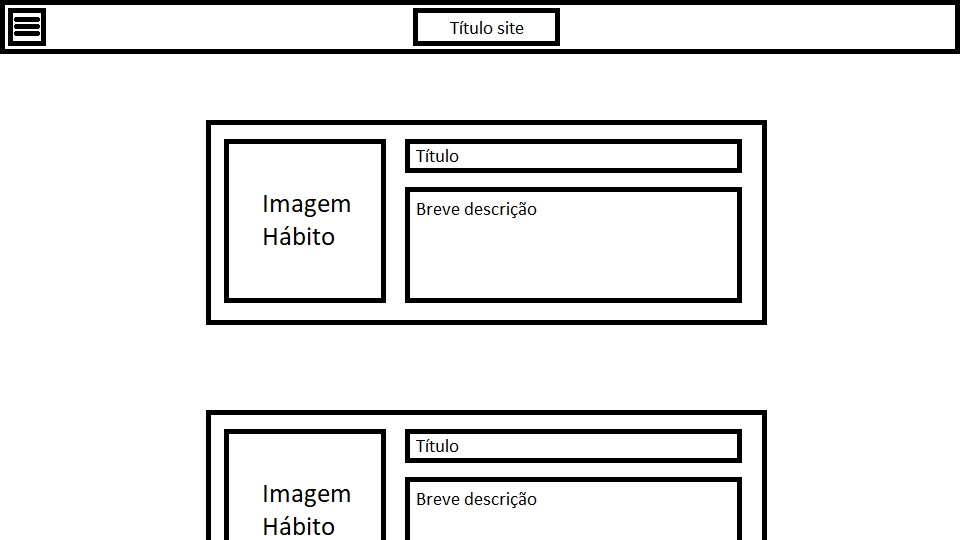 Título site
Imagem
Hábito
Título
Breve descrição
Imagem
Hábito
Título
Breve descrição